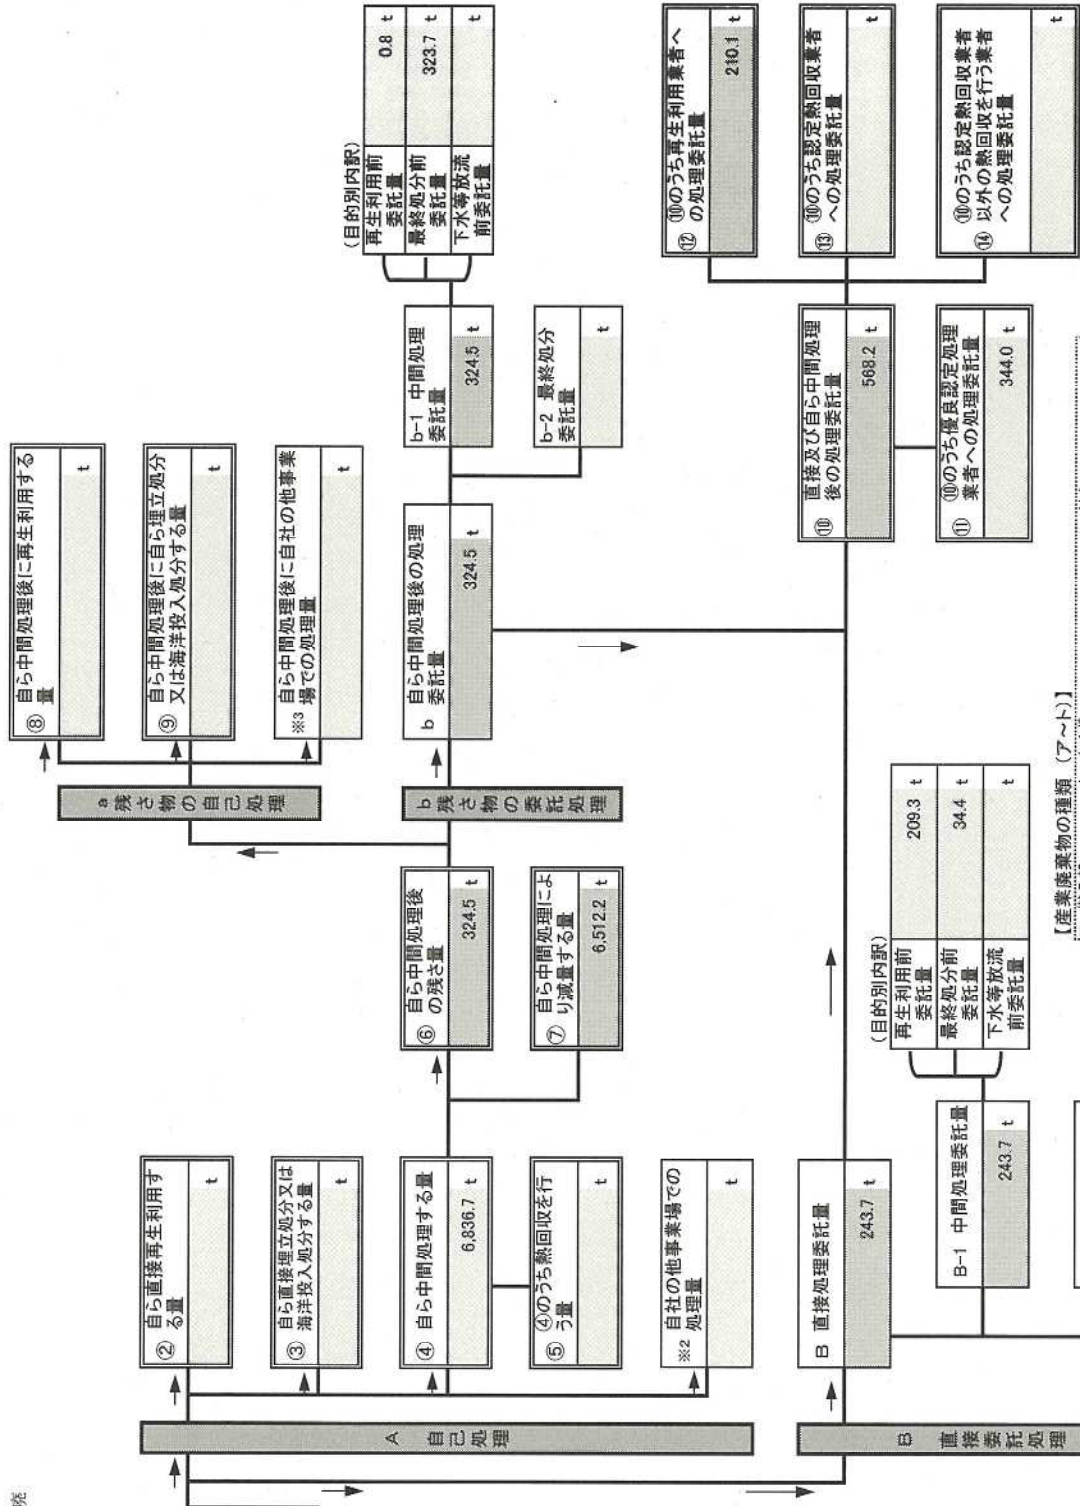 ② 自ら直接再生利用す
る量
t
③ 自ら直接埋立処分又は
海洋投入処分する量
t
④ 自ら中間処理する量
6,836.7 t
⑤ ④のうち熱回収を行
う量
t
※2 自社の他事業場での
処理量
t
A 自己処理
B 直接委託処理
B 直接処理委託量
243.7 t
B-1 中間処理委託量
243.7 t
(目的別内訳)
再生利用前
委託量
209.3 t
最終処分前
委託量
34.4 t
下水等放流
前委託量
t
⑥ 自ら中間処理後
の残さ量
324.5 t
⑦ 自ら中間処理によ
り減量する量
6,512.2 t
a 残さ物の自己処理
b 残さ物の委託処理
⑧ 自ら中間処理後に再生利用する
量
t
⑨ 自ら中間処理後に自ら埋立処分
又は海洋投入処分する量
t
※3 自ら中間処理後に自社の他事業
場での処理量
t
b 自ら中間処理後の処理
委託量
324.5 t
b-1 中間処理
委託量
324.5 t
b-2 最終処分
委託量
t
(目的別内訳)
再生利用前
委託量
0.8 t
最終処分前
委託量
323.7 t
下水等放流
前委託量
t
⑩ 直接及び自ら中間処理
後の処理委託量
568.2 t
⑪ ⑩のうち優良認定処理
業者への処理委託量
344.0 t
⑫ ⑩のうち再生利用業者へ
の処理委託量
210.1 t
⑬ ⑩のうち認定熱回収業者
への処理委託量
t
⑭ ⑩のうち認定熱回収業者
以外の熱回収を行う業者
への処理委託量
t
【産業廃棄物の種類 (ア~ト)】